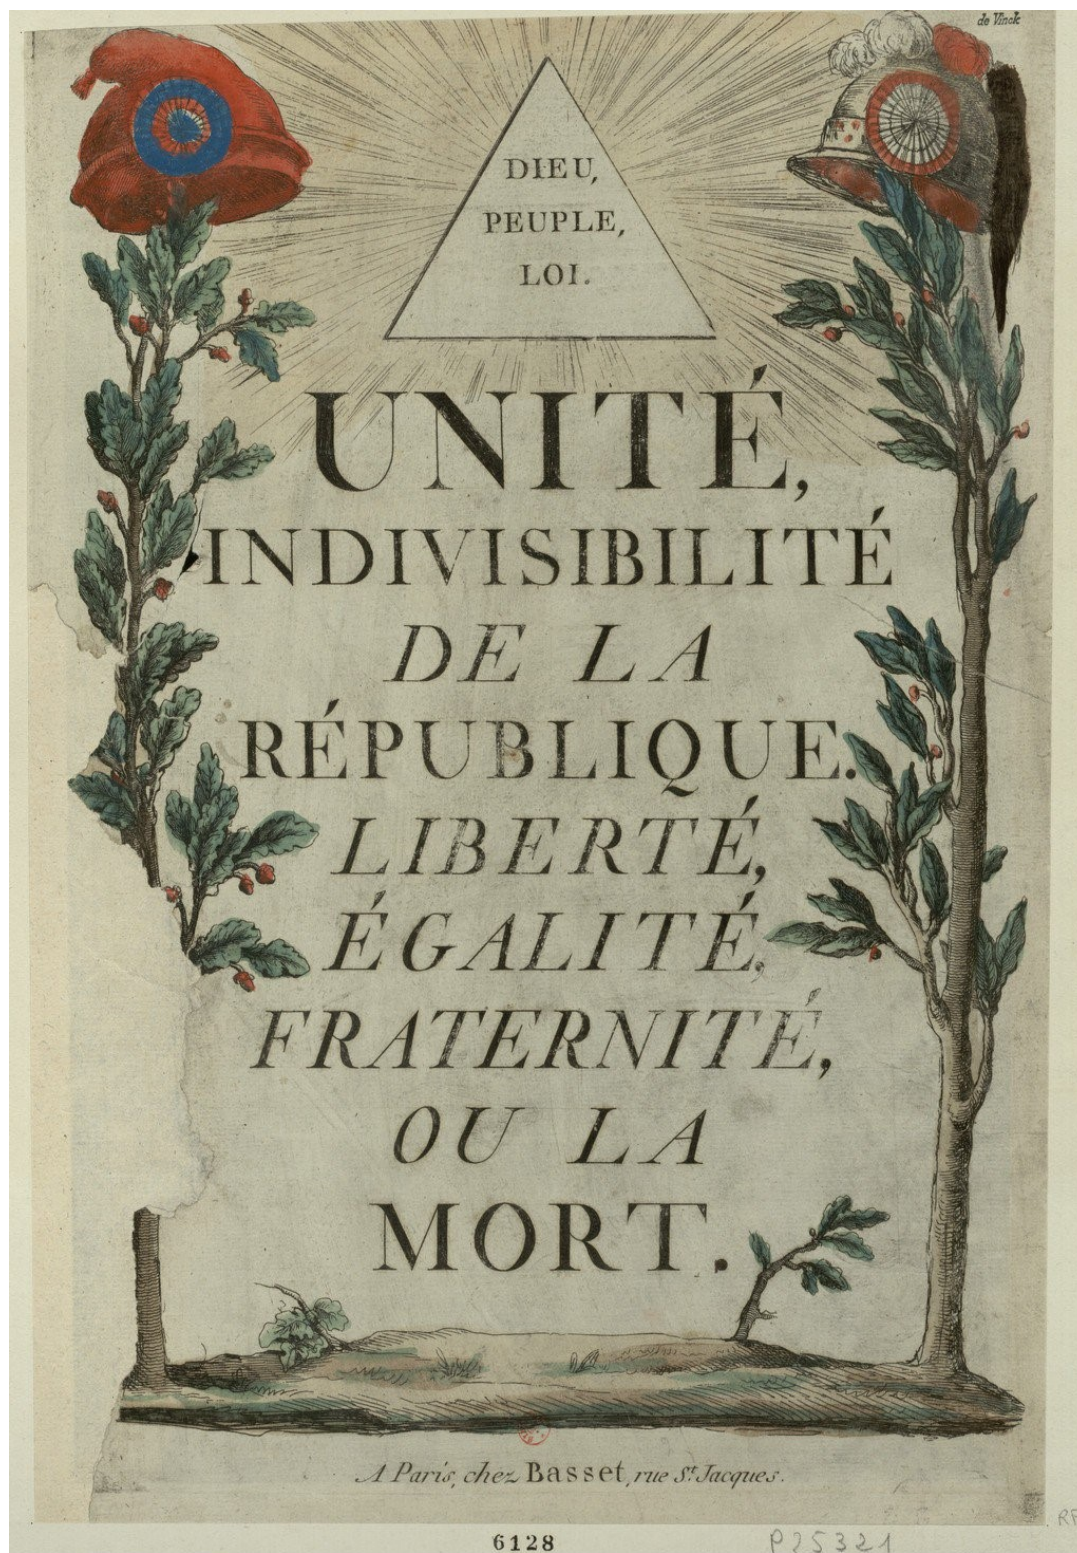 de Vinck
DIEU,
PEUPLE,
LOI.
UNITÉ,
INDIVISIBILITÉ
DE LA
RÉPUBLIQUE.
LIBERTÉ,
ÉGALITÉ,
FRATERNITÉ,
OU LA
MORT.
A Paris, chez Basset, rue St. Jacques.
6128
P25321